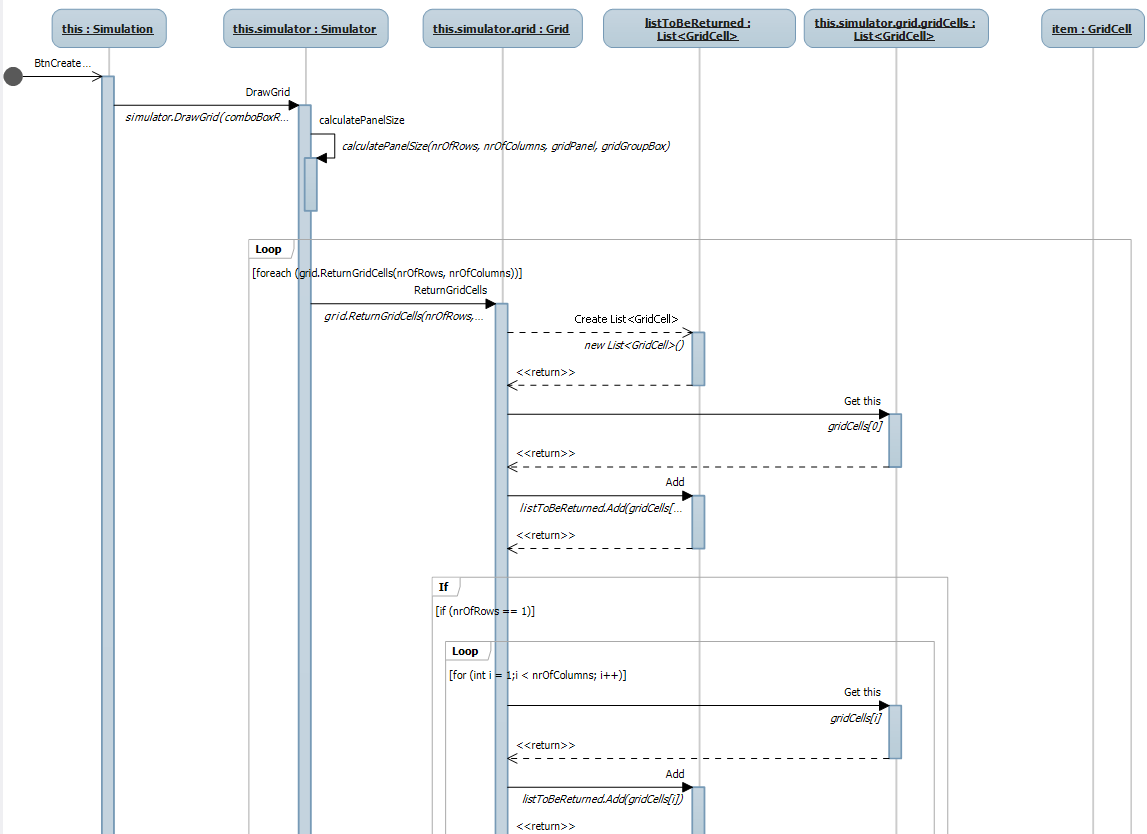 this : Simulation
this.simulator : Simulator
this.simulator.grid : Grid
listToBeReturned :
List<GridCell>
this.simulator.grid.gridCells :
List<GridCell>
item : GridCell
BtnCreate...
DrawGrid
simulator.DrawGrid(comboBoxR...
calculatePanelSize
calculatePanelSize(nrOfRows, nrOfColumns, gridPanel, gridGroupBox)
Loop
[foreach (grid.ReturnGridCells(nrOfRows, nrOfColumns))]
ReturnGridCells
grid.ReturnGridCells(nrOfRows,...
Create List<GridCell>
new List<GridCell>()
<<return>>
Get this
gridCells[0]
<<return>>
Add
listToBeReturned.Add(gridCells[...
<<return>>
If
[if (nrOfRows == 1)]
Loop
[for (int i = 1;i < nrOfColumns; i++)]
Get this
gridCells[i]
<<return>>
Add
listToBeReturned.Add(gridCells[i])
<<return>>